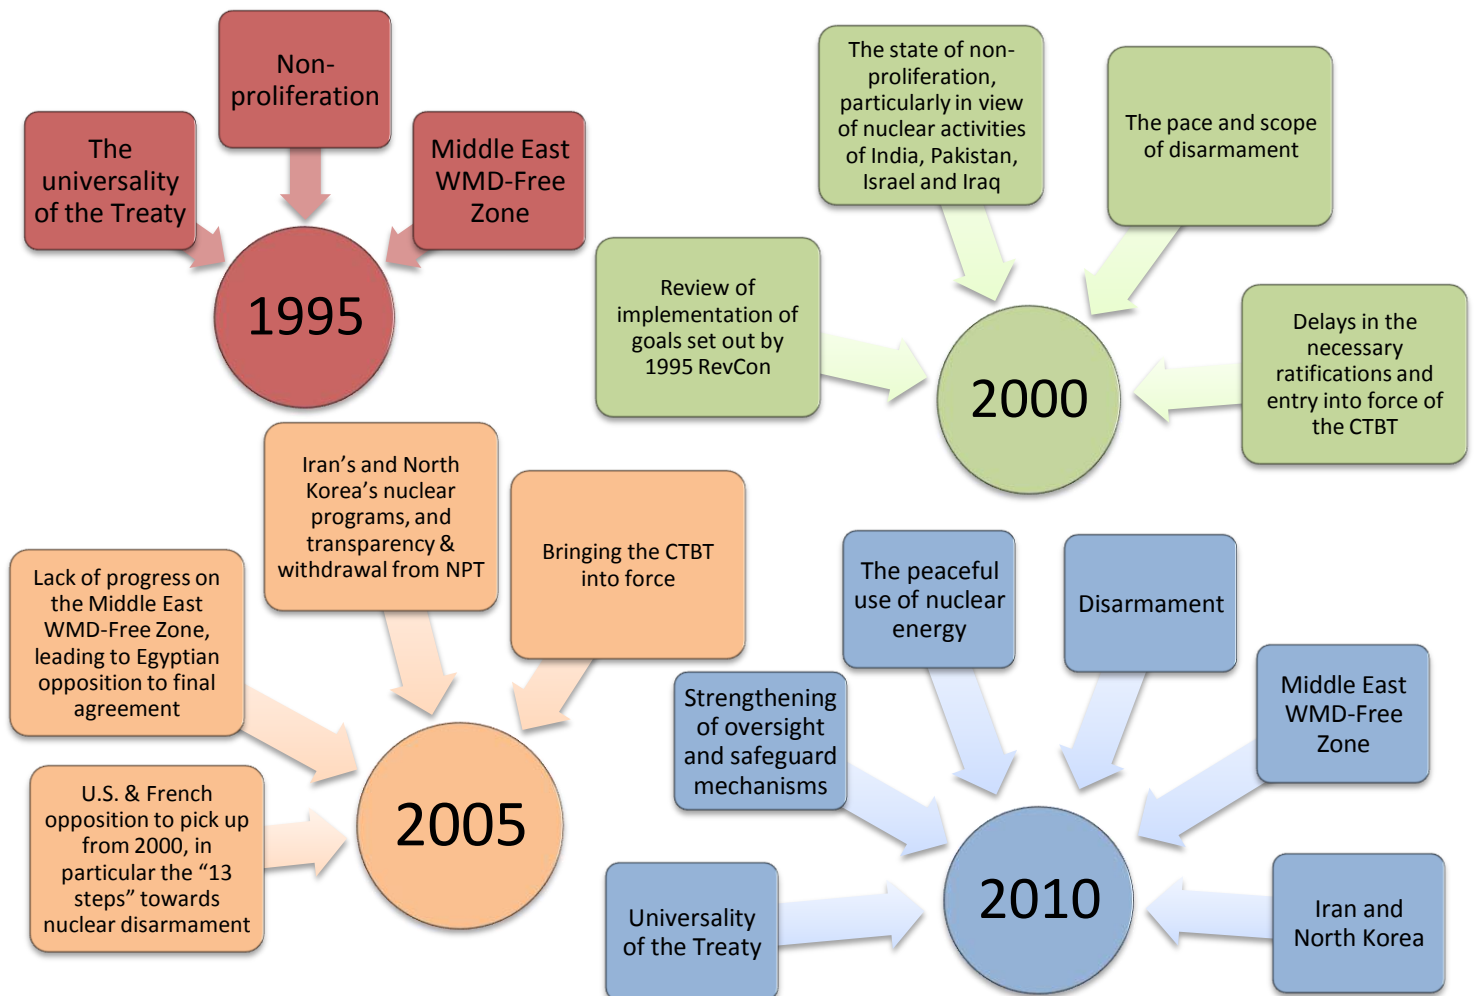 The
universality
of the Treaty
Non-
proliferation
Middle East
WMD-Free
Zone
1995
Review of
implementation of
goals set out by
1995 RevCon
The state of non-
proliferation,
particularly in view
of nuclear activities
of India, Pakistan,
Israel and Iraq
The pace and scope
of disarmament
Delays in the
necessary
ratifications and
entry into force of
the CTBT
2000
U.S. & French
opposition to pick up
from 2000, in
particular the “13
steps” towards
nuclear disarmament
Lack of progress on
the Middle East
WMD-Free Zone,
leading to Egyptian
opposition to final
agreement
Iran’s and North
Korea’s nuclear
programs, and
transparency &
withdrawal from NPT
Bringing the CTBT
into force
2005
Universality
of the Treaty
Strengthening
of oversight
and safeguard
mechanisms
The peaceful
use of nuclear
energy
Disarmament
Middle East
WMD-Free
Zone
Iran and
North Korea
2010